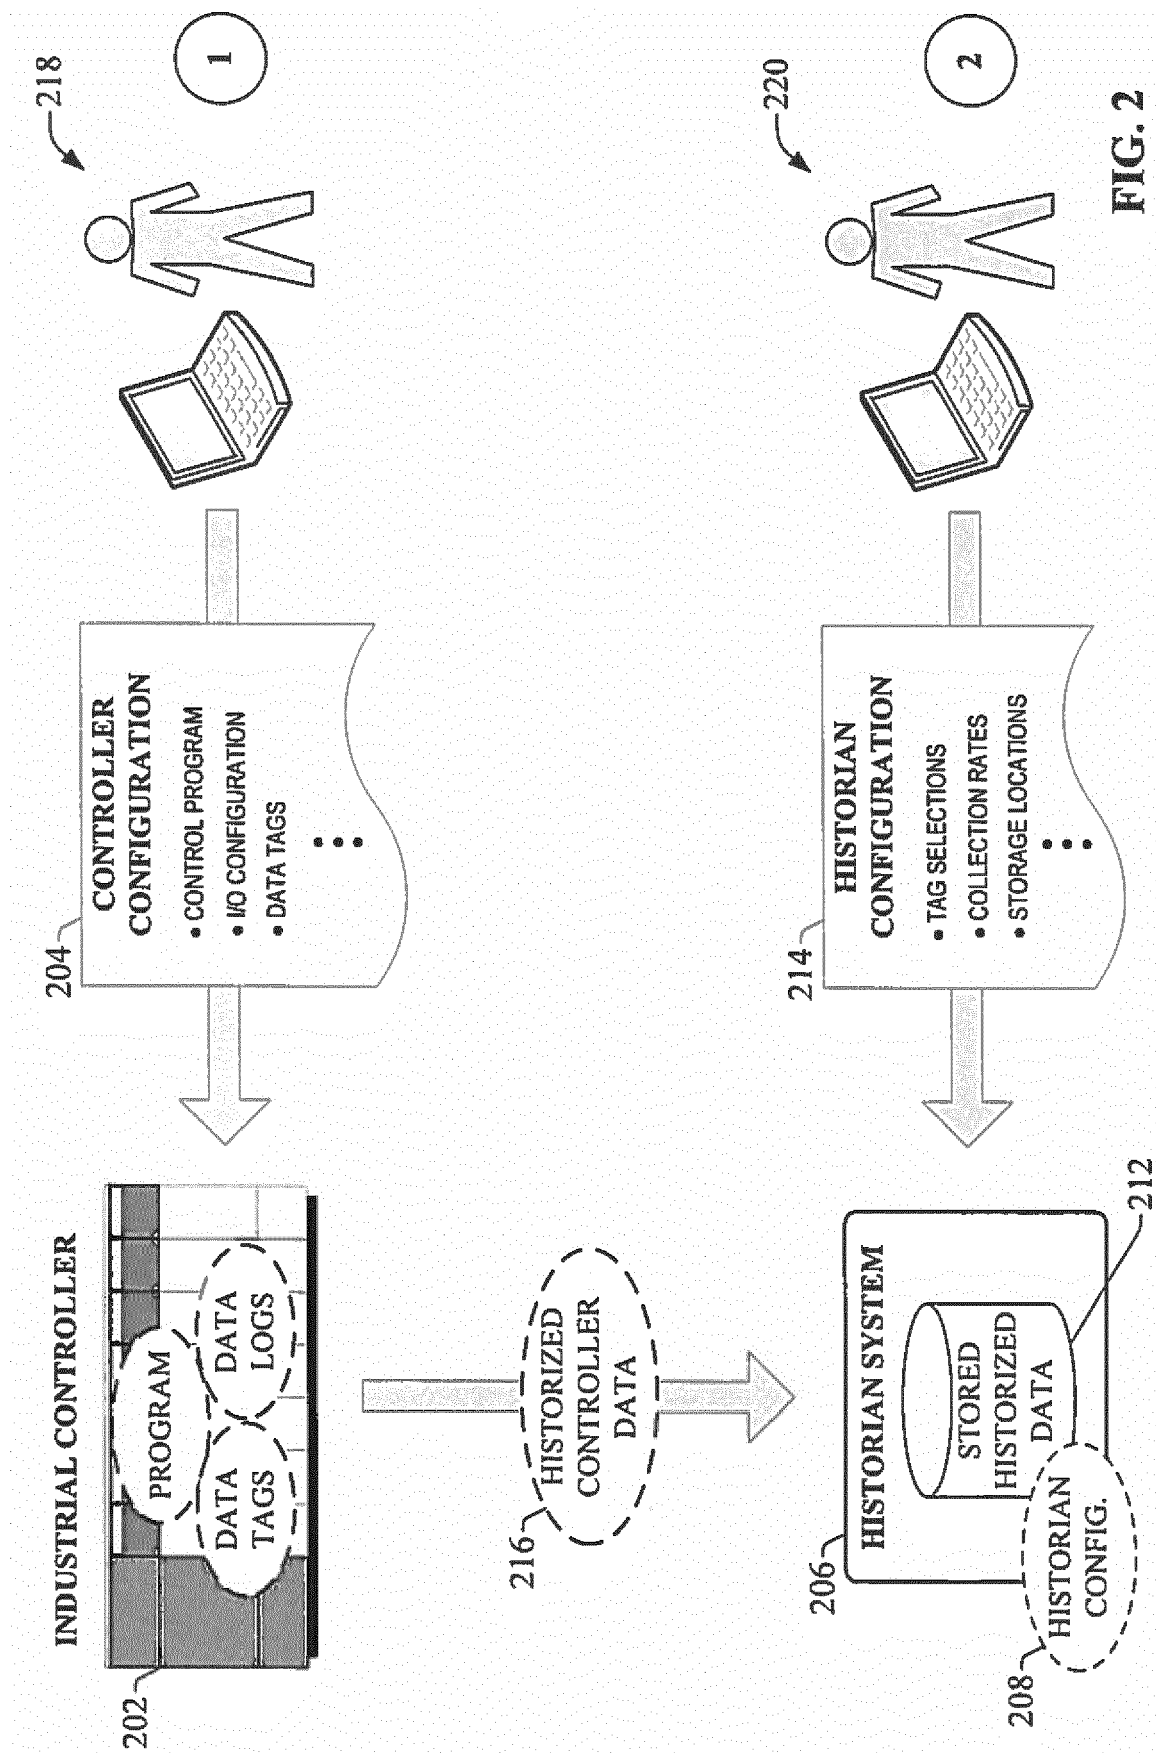 INDUSTRIAL CONTROLLER
202
PROGRAM
DATA
TAGS
DATA
LOGS
204
CONTROLLER
CONFIGURATION
• CONTROL PROGRAM
• I/O CONFIGURATION
• DATA TAGS
218
1
216
HISTORIZED
CONTROLLER
DATA
206
HISTORIAN SYSTEM
STORED
HISTORIZED
DATA
208
HISTORIAN
CONFIG.
212
214
HISTORIAN
CONFIGURATION
• TAG SELECTIONS
• COLLECTION RATES
• STORAGE LOCATIONS
220
2
FIG. 2